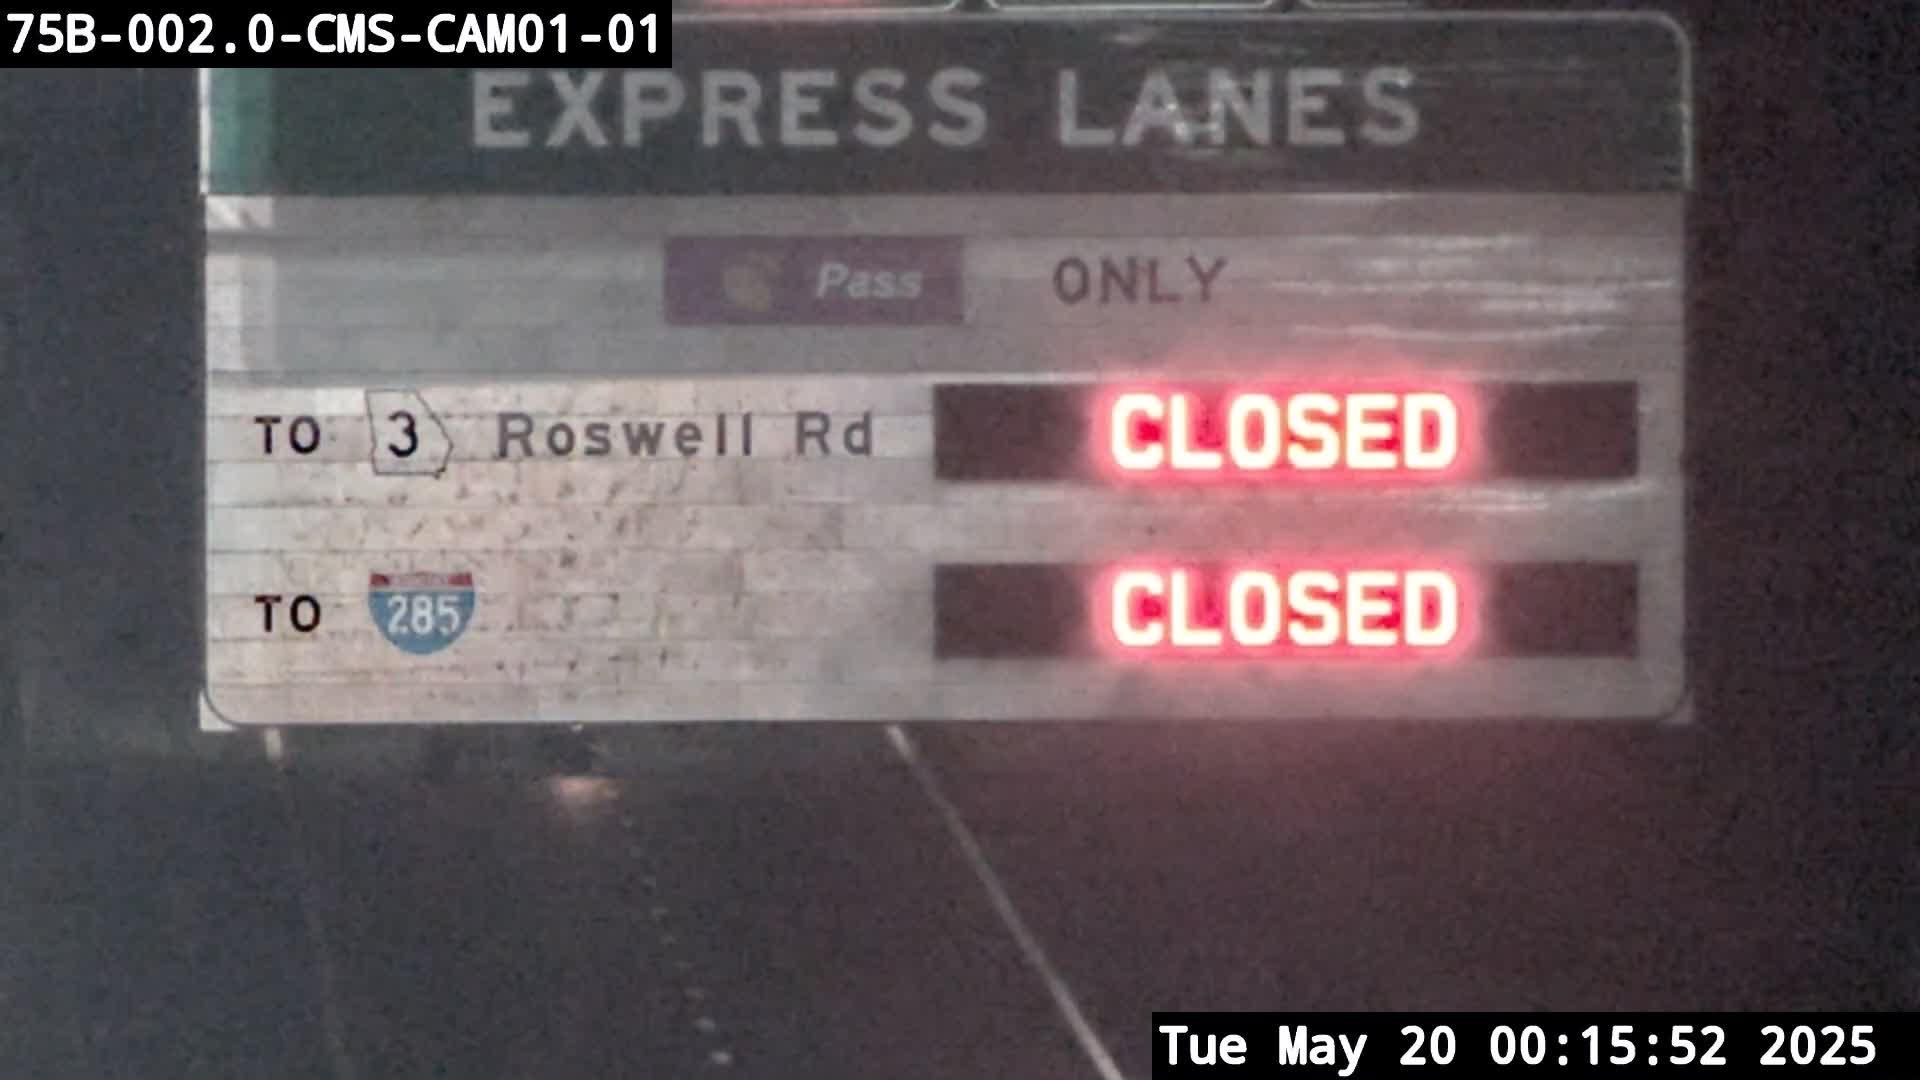 75B-002.0-CMS-CAM01-01
EXPRESS LANES
Pass ONLY
TO 3 Roswell Rd CLOSED
TO 285 CLOSED
Tue May 20 00:15:52 2025